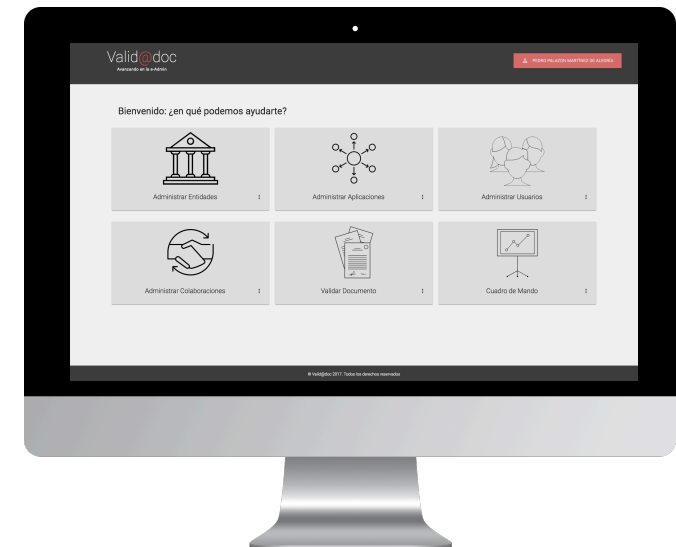 Valid@doc
Avanzando en la e-Admin
PEDRO PALAZON MARTÍNEZ DE ALEGRÍA
Bienvenido: ¿en qué podemos ayudarte?
Administrar Entidades
Administrar Aplicaciones
Administrar Usuarios
Administrar Colaboraciones
Validar Documento
Cuadro de Mando
© Valid@doc 2017. Todos los derechos reservados